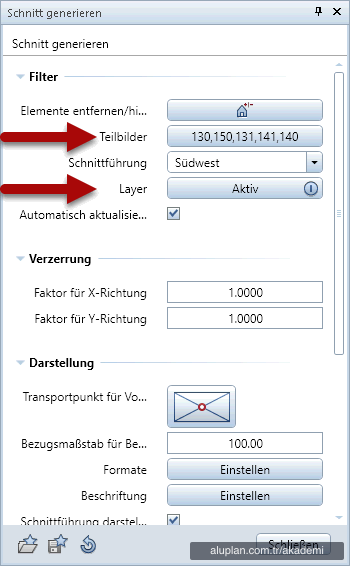 Schnitt generieren
Schnitt generieren
Filter
Elemente entfernen/hi...
Teilbilder 130,150,131,141,140
Schnittführung Südwest
Layer Aktiv
Automatisch aktualisie...
Verzerrung
Faktor für X-Richtung 1.0000
Faktor für Y-Richtung 1.0000
Darstellung
Transportpunkt für Vo...
Bezugsmaßstab für Be... 100.00
Formate Einstellen
Beschriftung Einstellen
Schnittführung darstel...
Schließen
aluplan.com.tr/akademi